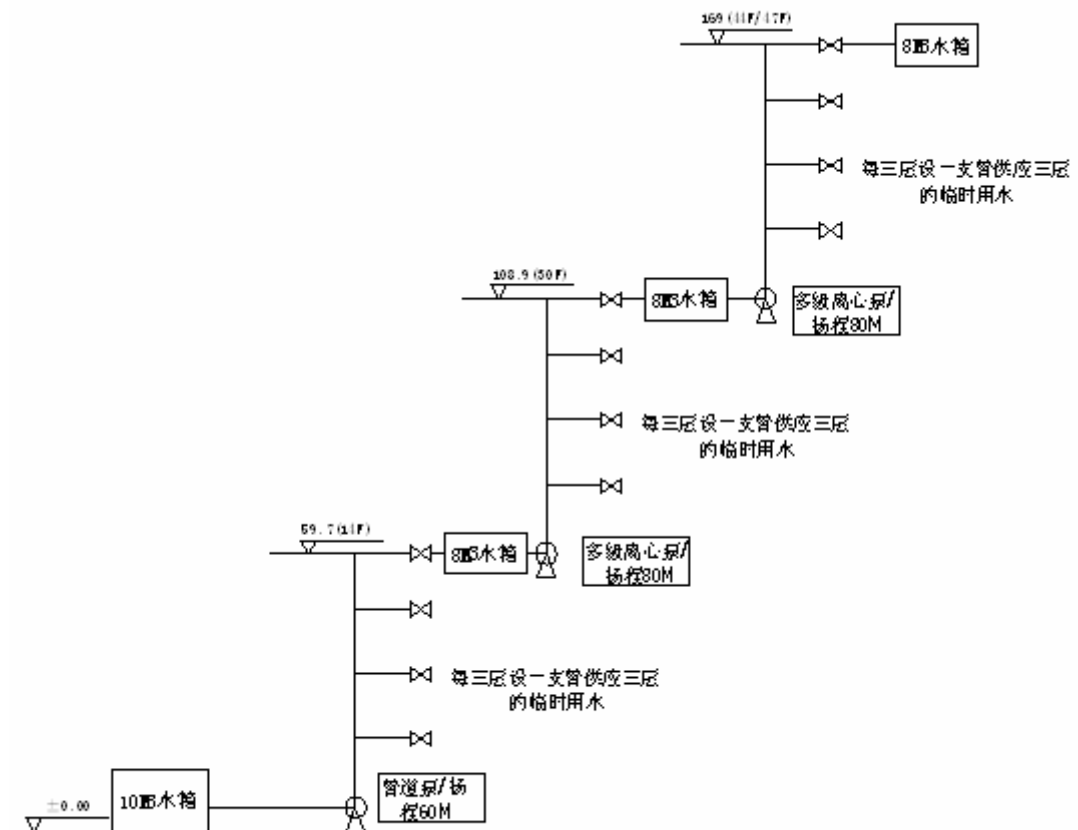 169(41F/47F)
8M3水箱
每三层设一支管供应三层
的临时用水
108.9(30F)
8M3水箱
多级离心泵/
扬程80M
每三层设一支管供应三层
的临时用水
8M3水箱
多级离心泵/
扬程80M
每三层设一支管供应三层
的临时用水
±0.00
10M3水箱
管道泵/扬
程60M